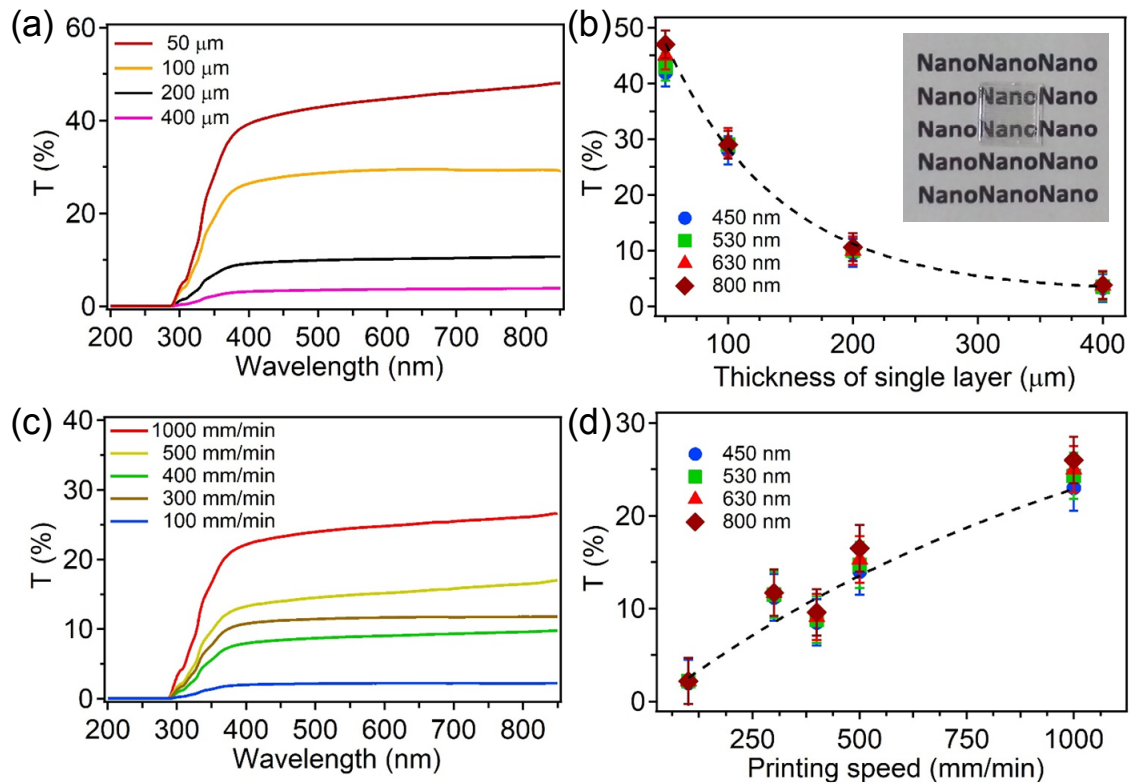 (a)
60
40
20
0
T (%)
50 μm
100 μm
200 μm
400 μm
200 300 400 500 600 700 800
Wavelength (nm)
(b)
50
40
30
20
10
0
T (%)
450 nm
530 nm
630 nm
800 nm
NanoNanoNano
NanoNanoNano
NanoNanoNano
NanoNanoNano
NanoNanoNano
100 200 300 400
Thickness of single layer (μm)
(c)
40
30
20
10
0
T (%)
1000 mm/min
500 mm/min
400 mm/min
300 mm/min
100 mm/min
200 300 400 500 600 700 800
Wavelength (nm)
(d)
30
20
10
0
T (%)
450 nm
530 nm
630 nm
800 nm
250 500 750 1000
Printing speed (mm/min)